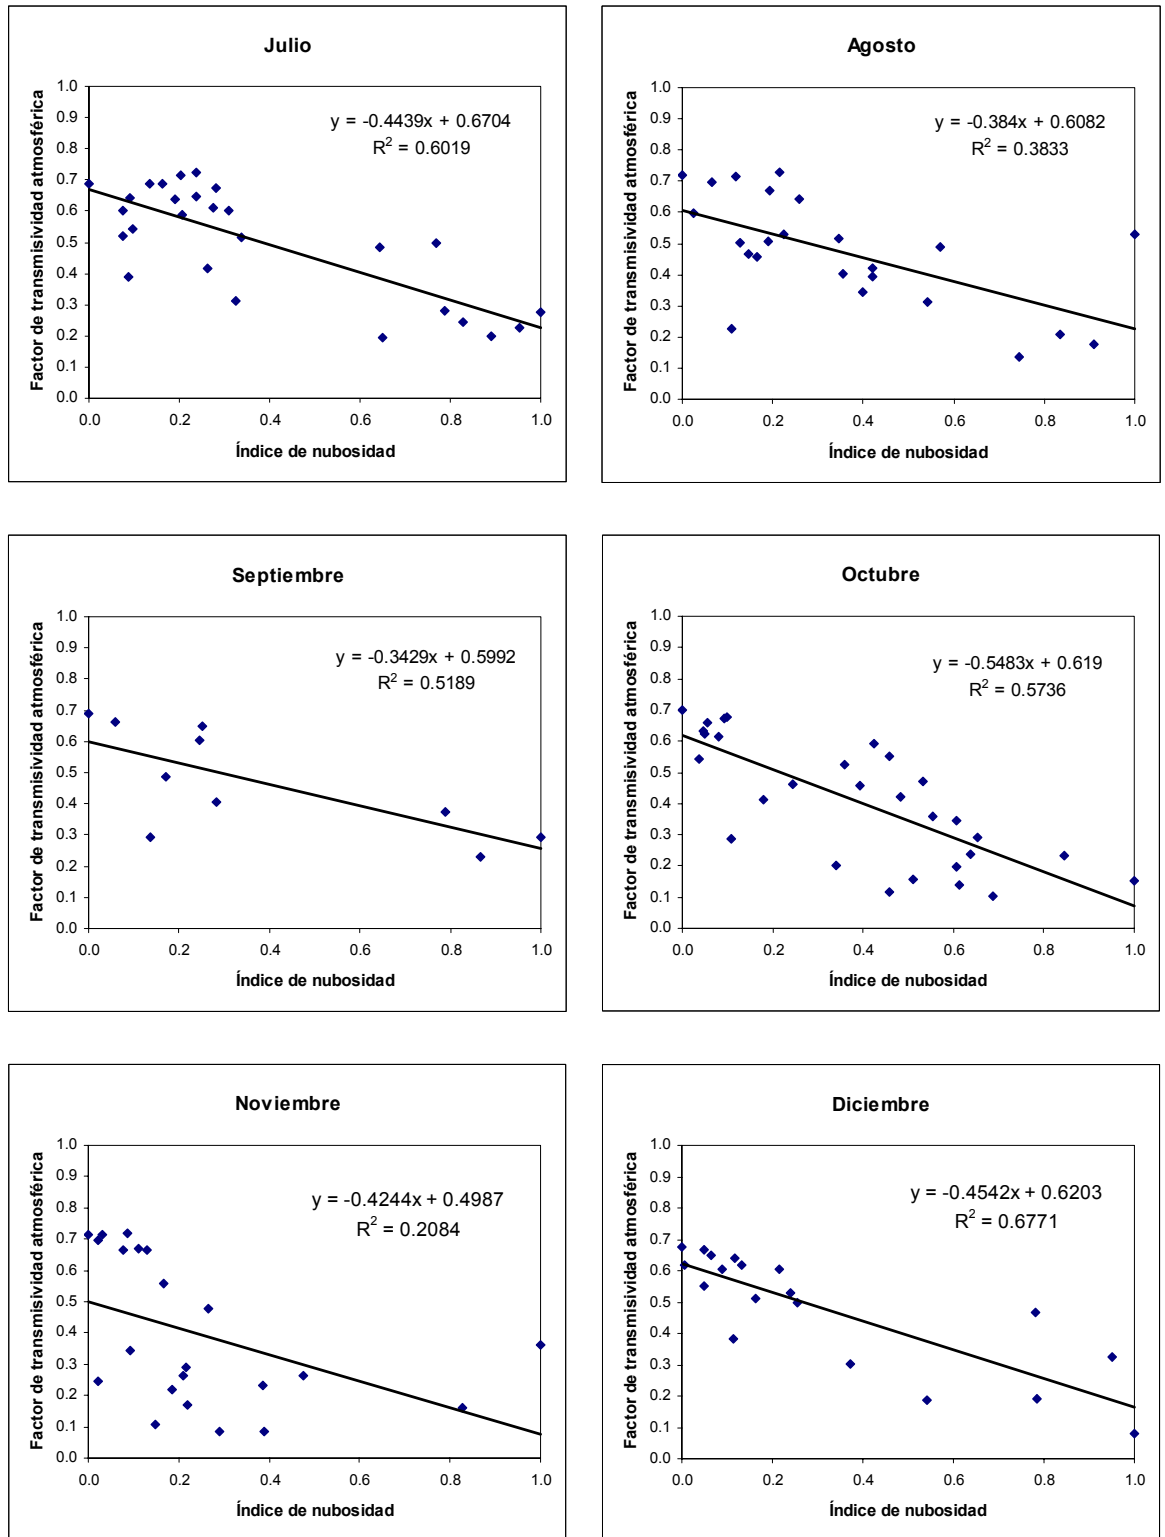 Julio
y = -0.4439x + 0.6704
R² = 0.6019
Factor de transmisividad atmosférica
1.0
0.9
0.8
0.7
0.6
0.5
0.4
0.3
0.2
0.1
0.0
0.0 0.2 0.4 0.6 0.8 1.0
Índice de nubosidad
Agosto
y = -0.384x + 0.6082
R² = 0.3833
Factor de transmisividad atmosférica
1.0
0.9
0.8
0.7
0.6
0.5
0.4
0.3
0.2
0.1
0.0
0.0 0.2 0.4 0.6 0.8 1.0
Índice de nubosidad
Septiembre
y = -0.3429x + 0.5992
R² = 0.5189
Factor de transmisividad atmosférica
1.0
0.9
0.8
0.7
0.6
0.5
0.4
0.3
0.2
0.1
0.0
0.0 0.2 0.4 0.6 0.8 1.0
Índice de nubosidad
Octubre
y = -0.5483x + 0.619
R² = 0.5736
Factor de transmisividad atmosférica
1.0
0.9
0.8
0.7
0.6
0.5
0.4
0.3
0.2
0.1
0.0
0.0 0.2 0.4 0.6 0.8 1.0
Índice de nubosidad
Noviembre
y = -0.4244x + 0.4987
R² = 0.2084
Factor de transmisividad atmosférica
1.0
0.9
0.8
0.7
0.6
0.5
0.4
0.3
0.2
0.1
0.0
0.0 0.2 0.4 0.6 0.8 1.0
Índice de nubosidad
Diciembre
y = -0.4542x + 0.6203
R² = 0.6771
Factor de transmisividad atmosférica
1.0
0.9
0.8
0.7
0.6
0.5
0.4
0.3
0.2
0.1
0.0
0.0 0.2 0.4 0.6 0.8 1.0
Índice de nubosidad